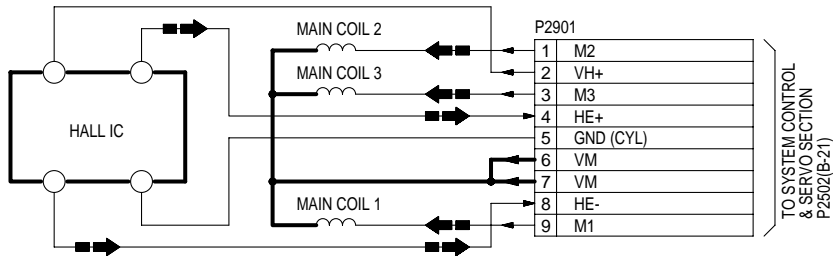 P2901
MAIN COIL 2
1 M2
2 VH+
MAIN COIL 3
3 M3
4 HE+
HALL IC
5 GND (CYL)
6 VM
7 VM
MAIN COIL 1
8 HE-
9 M1
TO SYSTEM CONTROL
& SERVO SECTION
P2502(B-21)